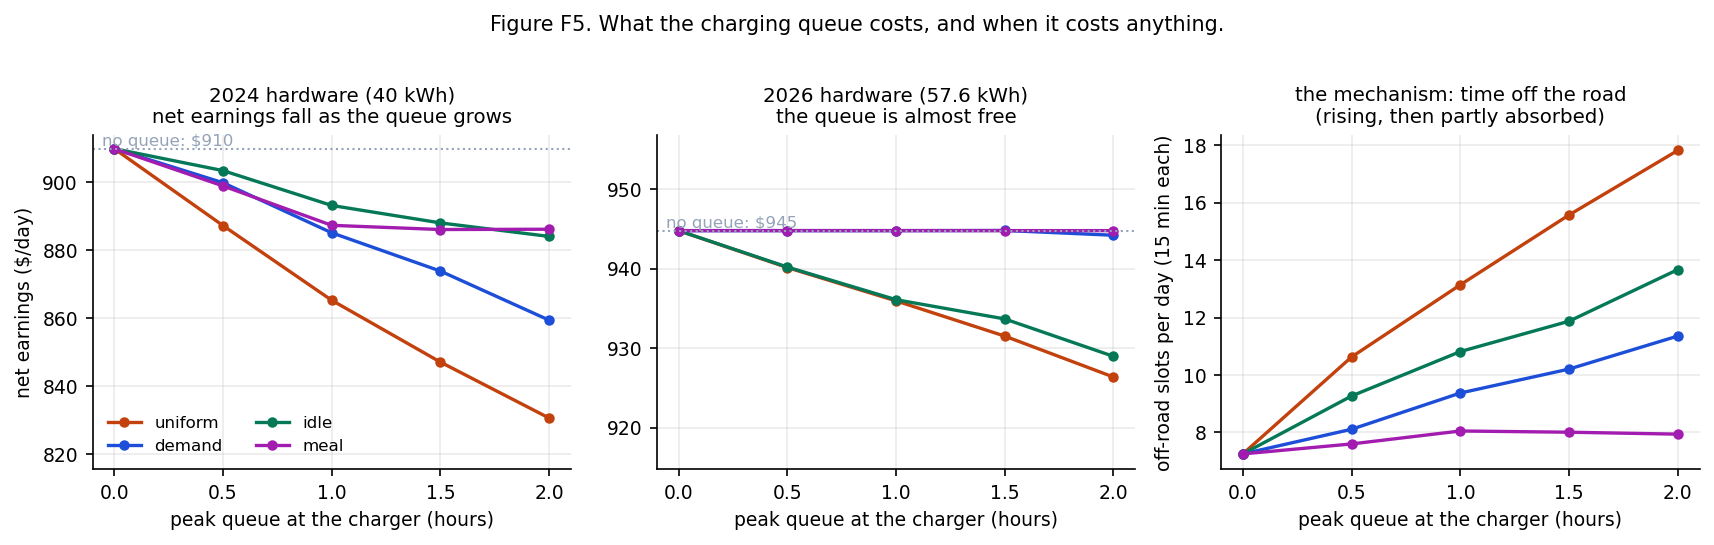 Figure F5. What the charging queue costs, and when it costs anything.
2024 hardware (40 kWh)
net earnings fall as the queue grows
no queue: $910
net earnings ($/day)
900
880
860
840
820
uniform
demand
idle
meal
0.0 0.5 1.0 1.5 2.0
peak queue at the charger (hours)
2026 hardware (57.6 kWh)
the queue is almost free
no queue: $945
950
940
930
920
0.0 0.5 1.0 1.5 2.0
peak queue at the charger (hours)
the mechanism: time off the road
(rising, then partly absorbed)
off-road slots per day (15 min each)
18
16
14
12
10
8
0.0 0.5 1.0 1.5 2.0
peak queue at the charger (hours)